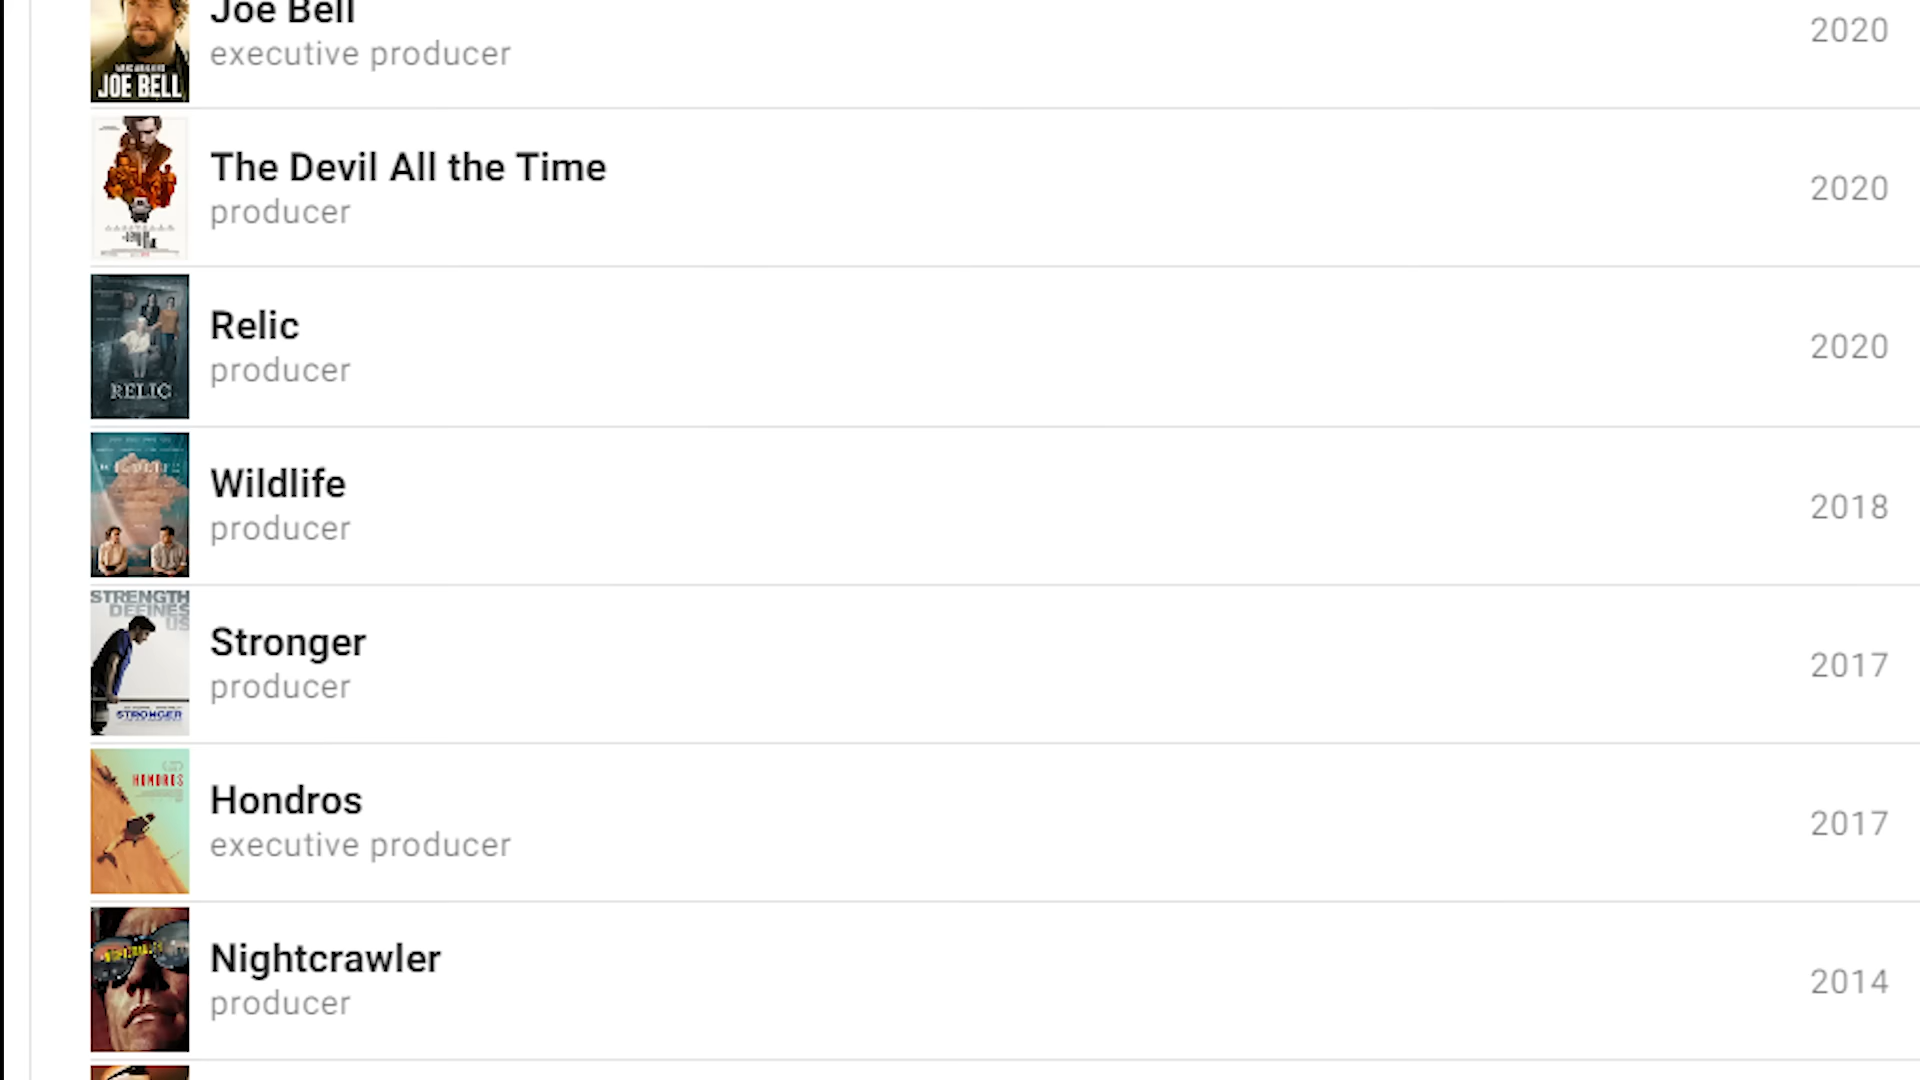 Joe Bell
executive producer
2020
JOE BELL
The Devil All the Time
producer
2020
Relic
producer
2020
RELIC
Wildlife
producer
2018
STRENGTH
DEFINES
US
Stronger
producer
2017
STRONGER
HONDROS
Hondros
executive producer
2017
Nightcrawler
producer
2014